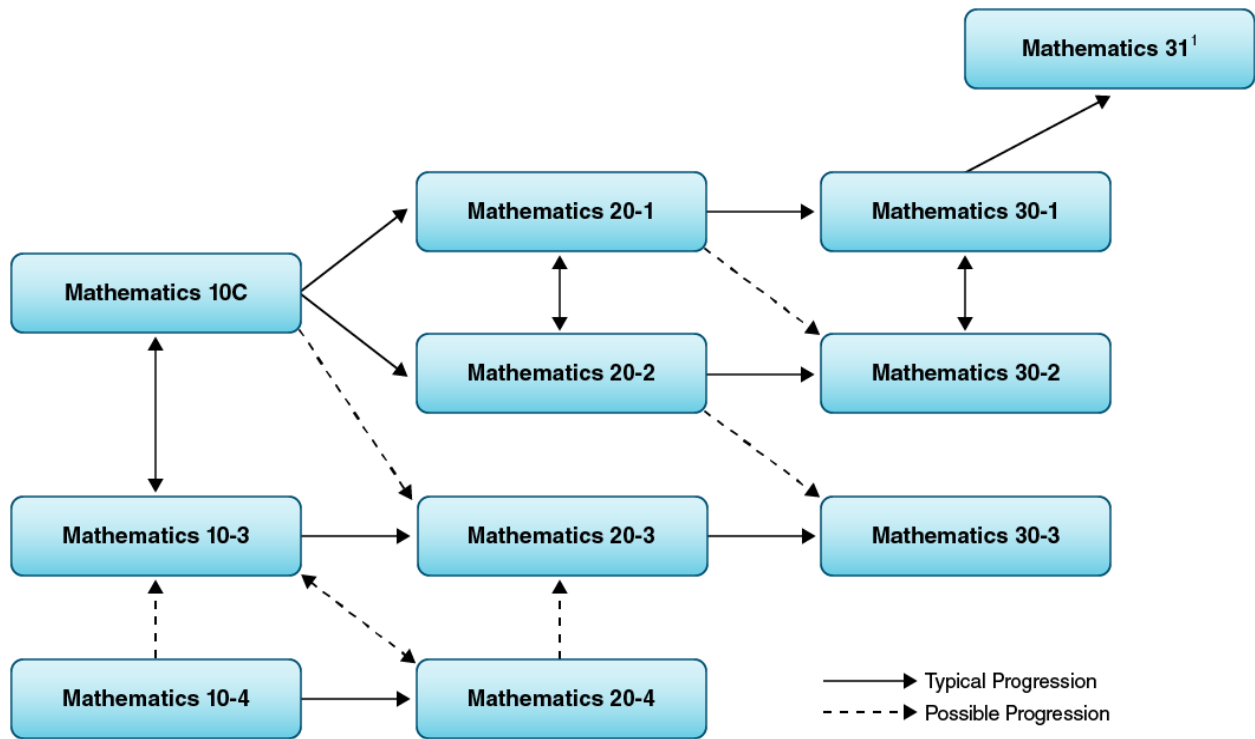 Mathematics 31¹
Mathematics 20-1
Mathematics 30-1
Mathematics 10C
Mathematics 20-2
Mathematics 30-2
Mathematics 10-3
Mathematics 20-3
Mathematics 30-3
Mathematics 10-4
Mathematics 20-4
Typical Progression
Possible Progression